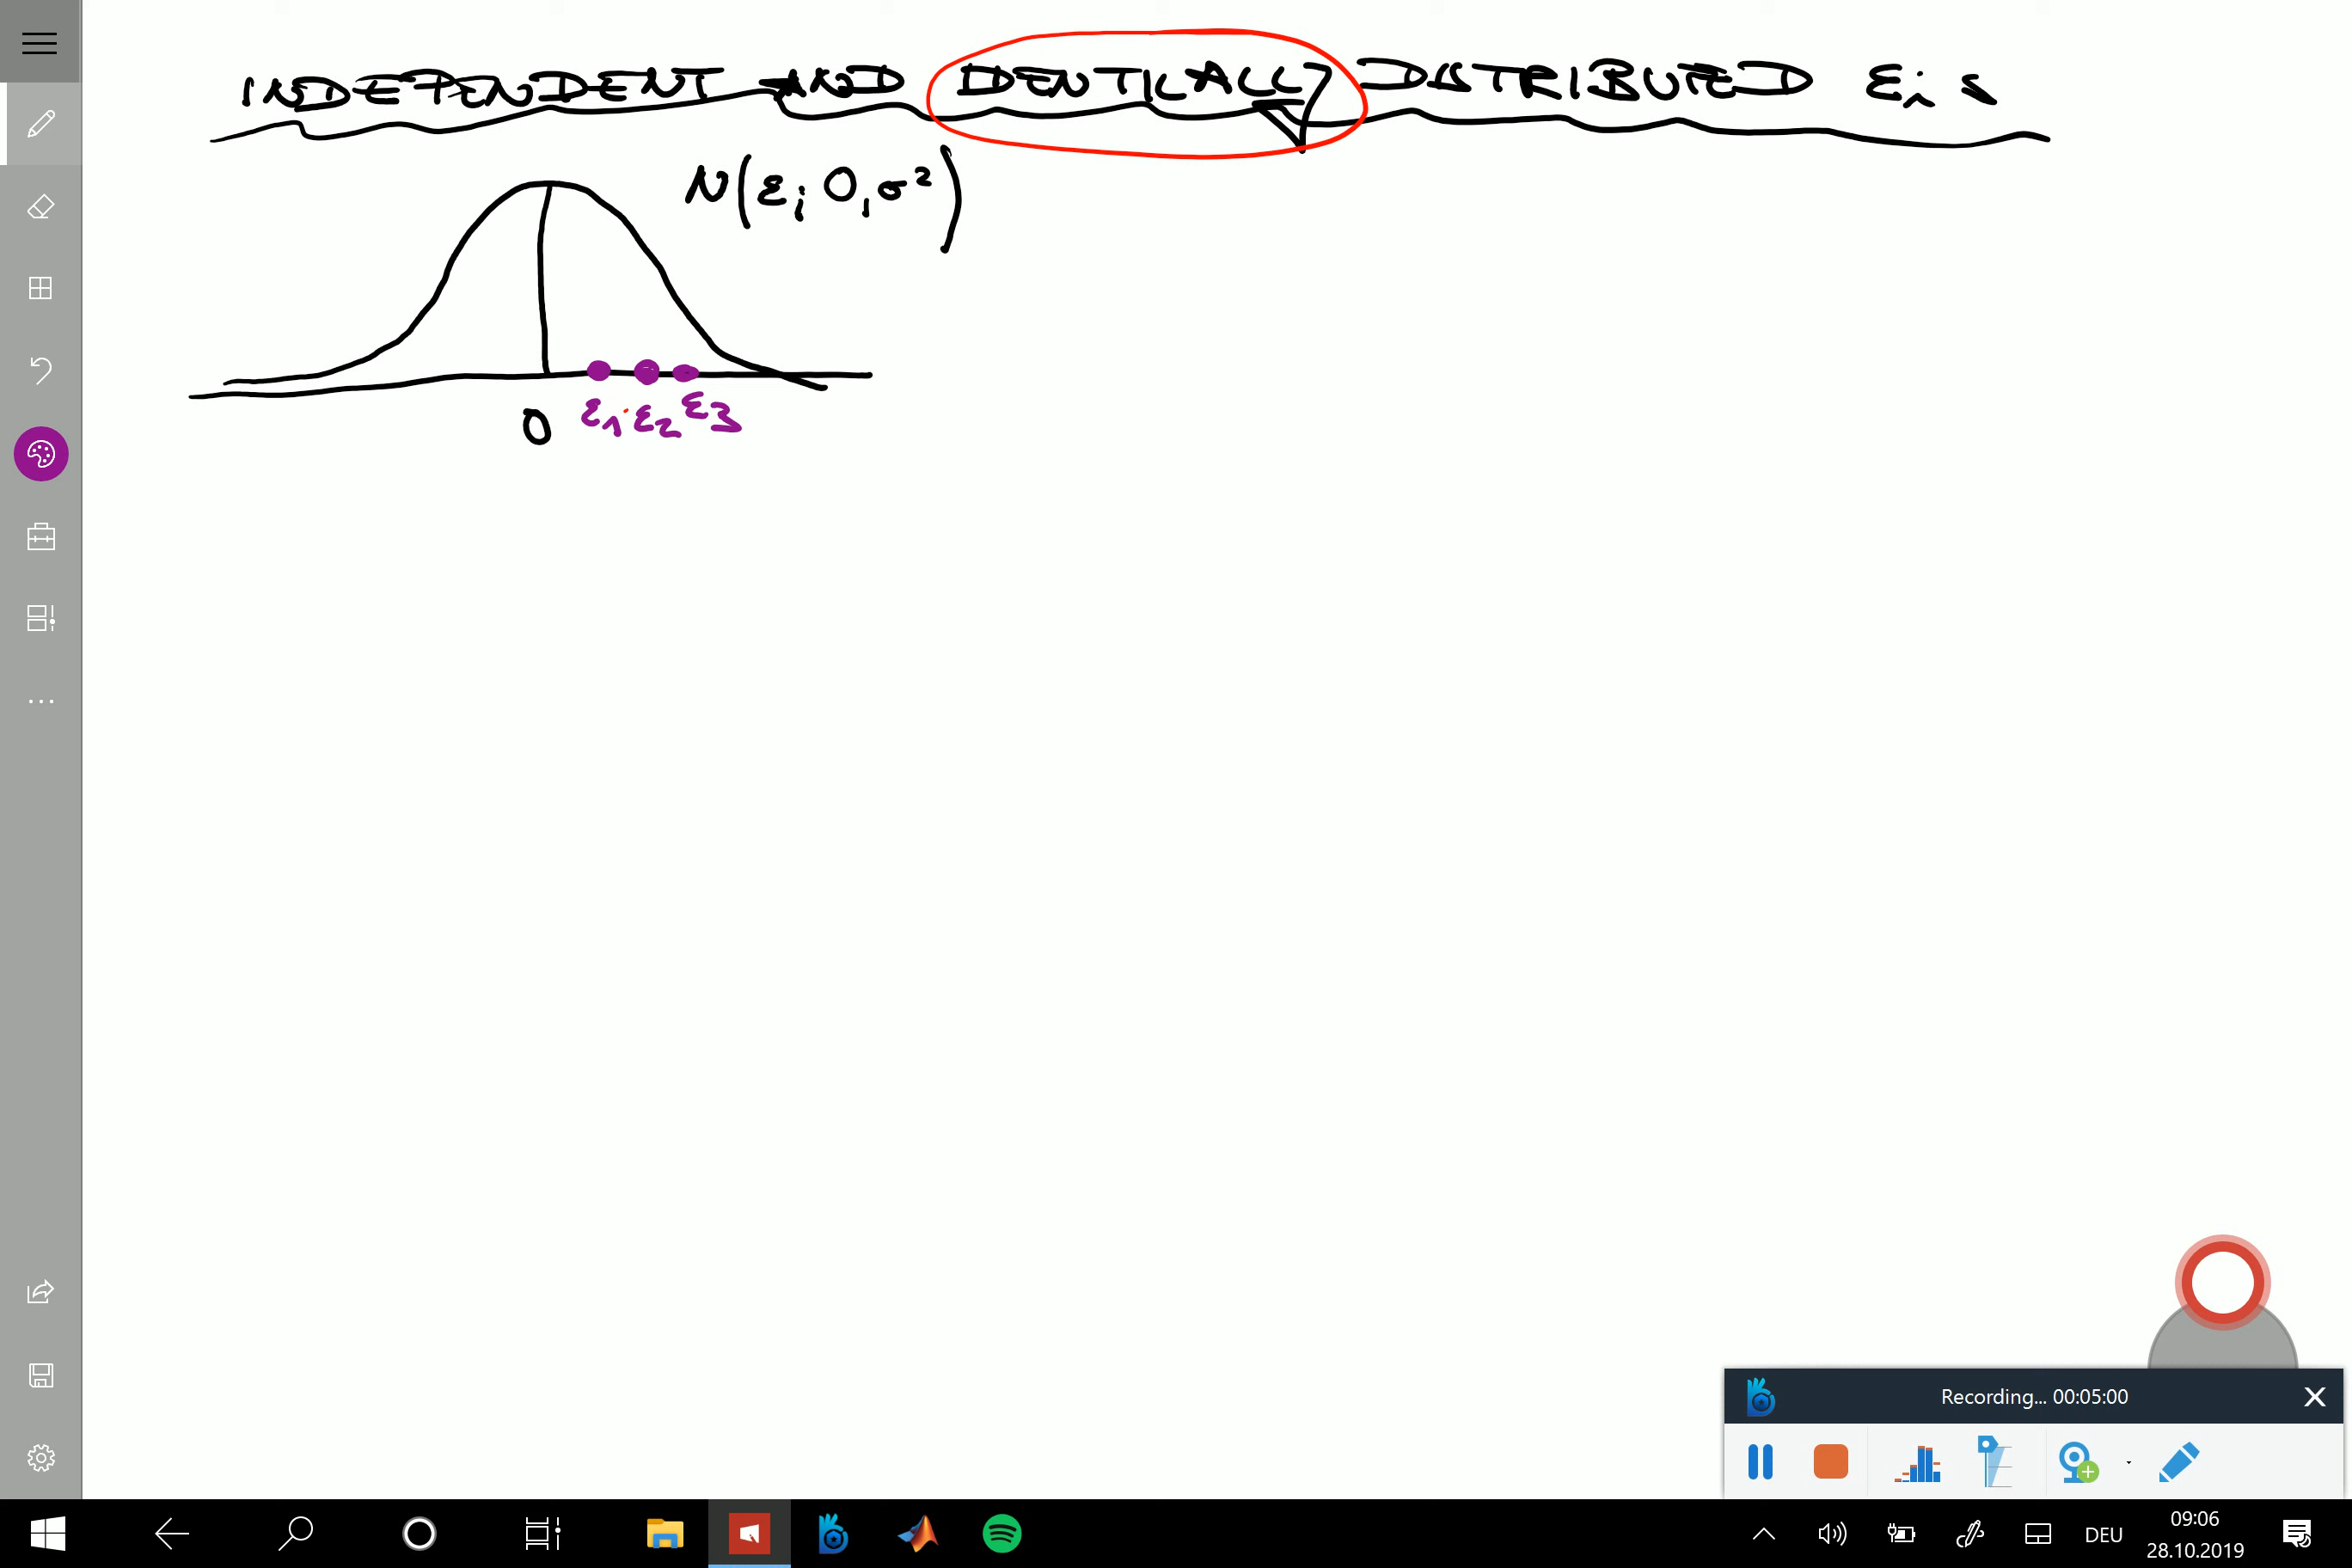 INDEPENDENT AND IDENTICALLY DISTRIBUTED εi s
N(εi; 0, σ²)
0 ε1 ε2 ε3
Recording... 00:05:00
DEU
09:06
28.10.2019